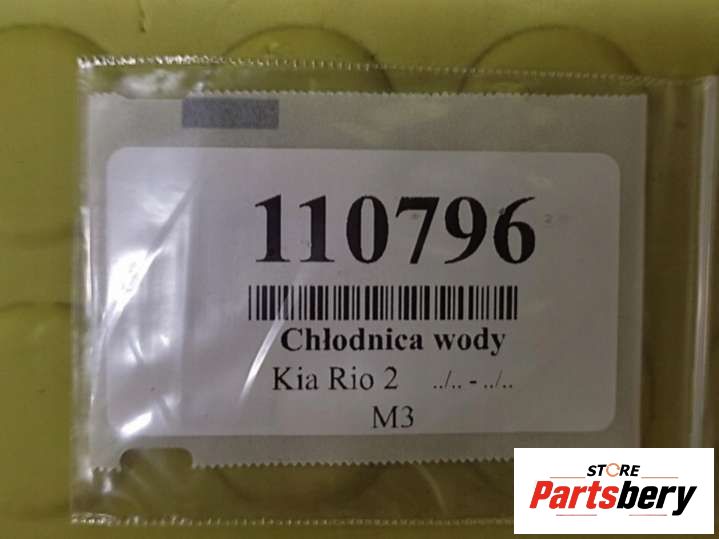 110796
Chłodnica wody
Kia Rio 2 ../.. - ../..
M3
STORE
Partsbery